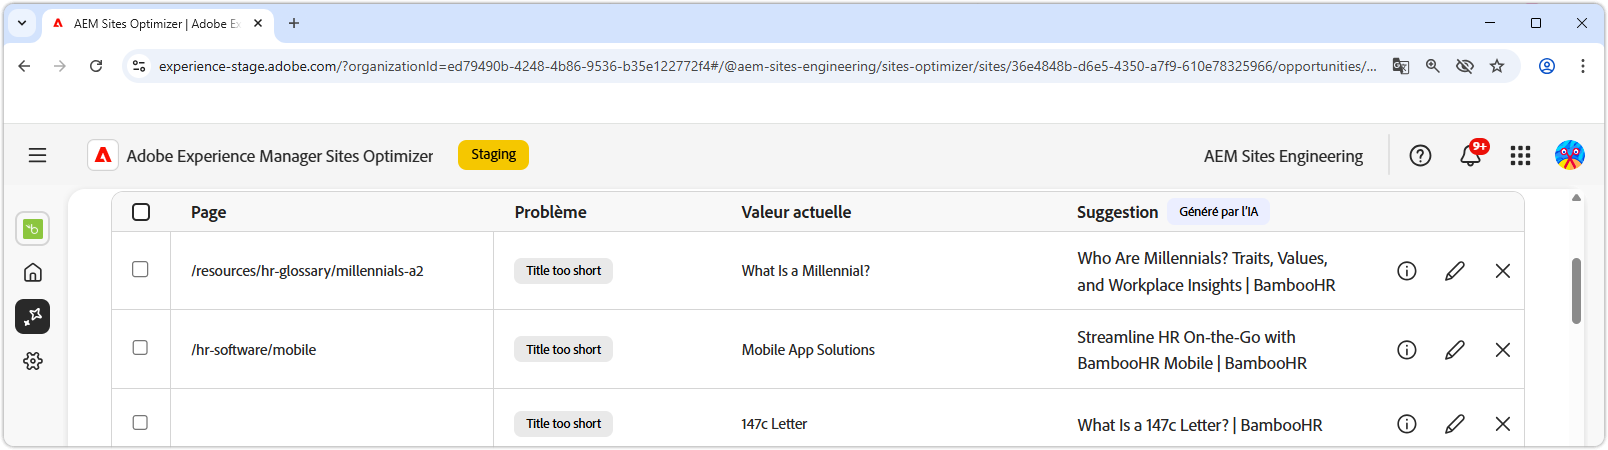 AEM Sites Optimizer | Adobe Ex
experience-stage.adobe.com/?organizationId=ed79490b-4248-4b86-9536-b35e122772f4#/@aem-sites-engineering/sites-optimizer/sites/36e4848b-d6e5-4350-a7f9-610e78325966/opportunities/...
Adobe Experience Manager Sites Optimizer
Staging
AEM Sites Engineering
9+
Page
Problème
Valeur actuelle
Suggestion
Généré par l'IA
/resources/hr-glossary/millennials-a2
Title too short
What Is a Millennial?
Who Are Millennials? Traits, Values,
and Workplace Insights | BambooHR
/hr-software/mobile
Title too short
Mobile App Solutions
Streamline HR On-the-Go with
BambooHR Mobile | BambooHR
Title too short
147c Letter
What Is a 147c Letter? | BambooHR